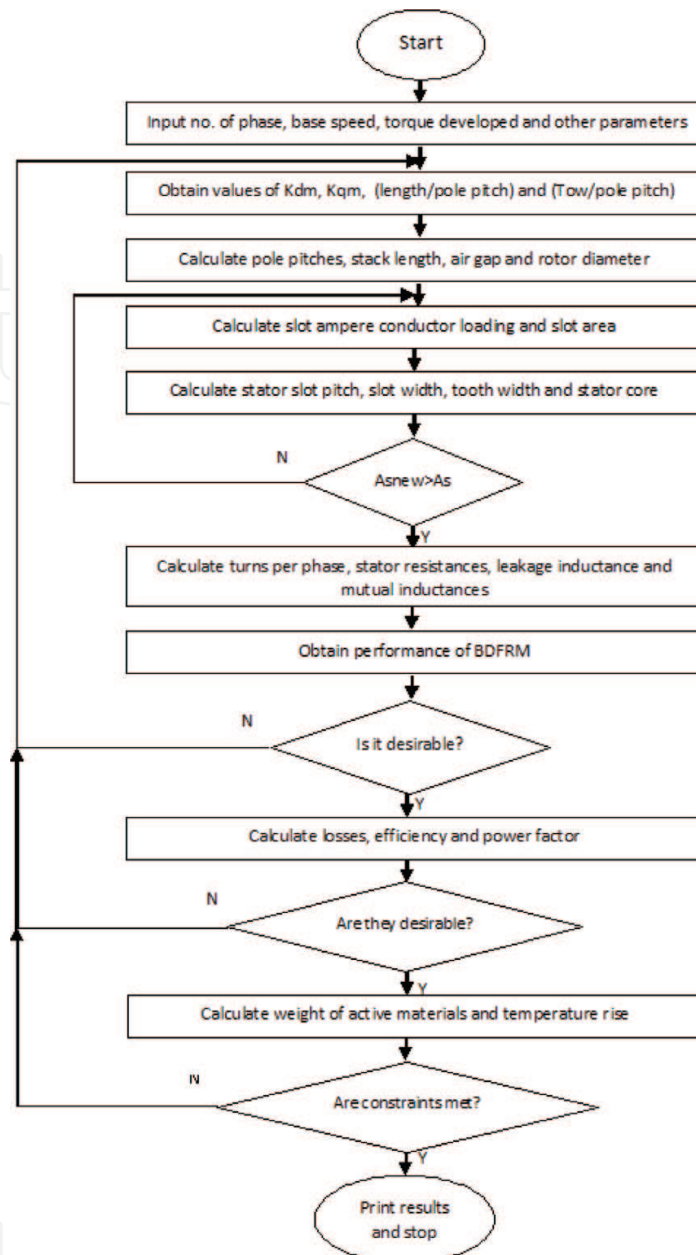 Start
Input no. of phase, base speed, torque developed and other parameters
Obtain values of Kdm, Kqm, (length/pole pitch) and (Tow/pole pitch)
Calculate pole pitches, stack length, air gap and rotor diameter
Calculate slot ampere conductor loading and slot area
Calculate stator slot pitch, slot width, tooth width and stator core
N
Asnew>As
Y
Calculate turns per phase, stator resistances, leakage inductance and
mutual inductances
Obtain performance of BDFRM
N
Is it desirable?
Y
Calculate losses, efficiency and power factor
N
Are they desirable?
Y
Calculate weight of active materials and temperature rise
N
Are constraints met?
Y
Print results
and stop